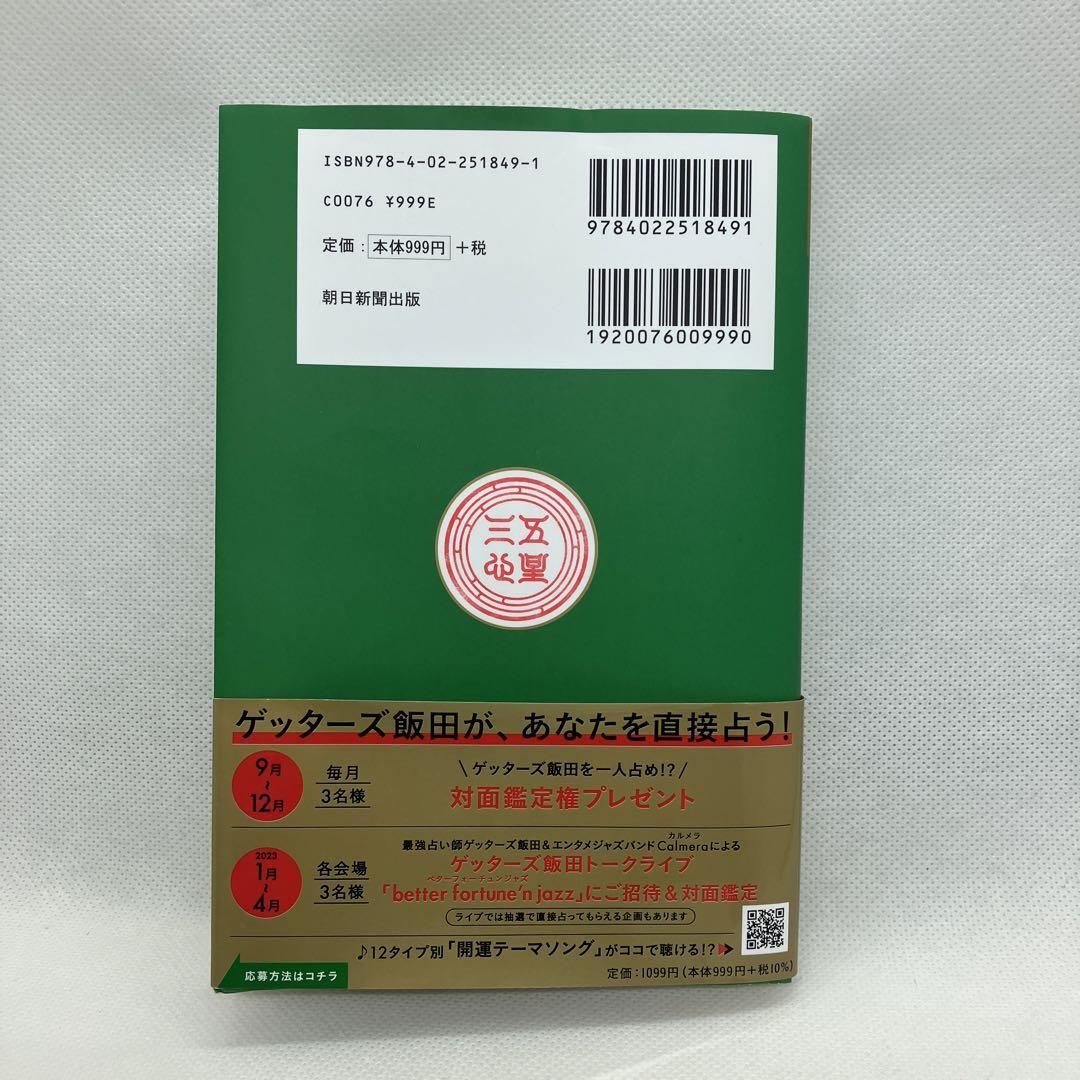 ISBN978-4-02-251849-1
C0076 ¥999E
定価：本体999円＋税
朝日新聞出版
9784022518491
1920076009990
五星
三心
ゲッターズ飯田が、あなたを直接占う！
9月〜12月
毎月
3名様
\ゲッターズ飯田を一人占め!?/
対面鑑定権プレゼント
2023
1月〜4月
各会場
3名様
カルメラ
最強占い師ゲッターズ飯田＆エンタメジャズバンドCalmeraによる
ゲッターズ飯田トークライブ
ベターフォーチュンジャズ
「better fortune'n jazz」にご招待＆対面鑑定
ライブでは抽選で直接占ってもらえる企画もあります
♪12タイプ別「開運テーマソング」がココで聴ける!?
応募方法はコチラ
定価：1099円（本体999円＋税10％）